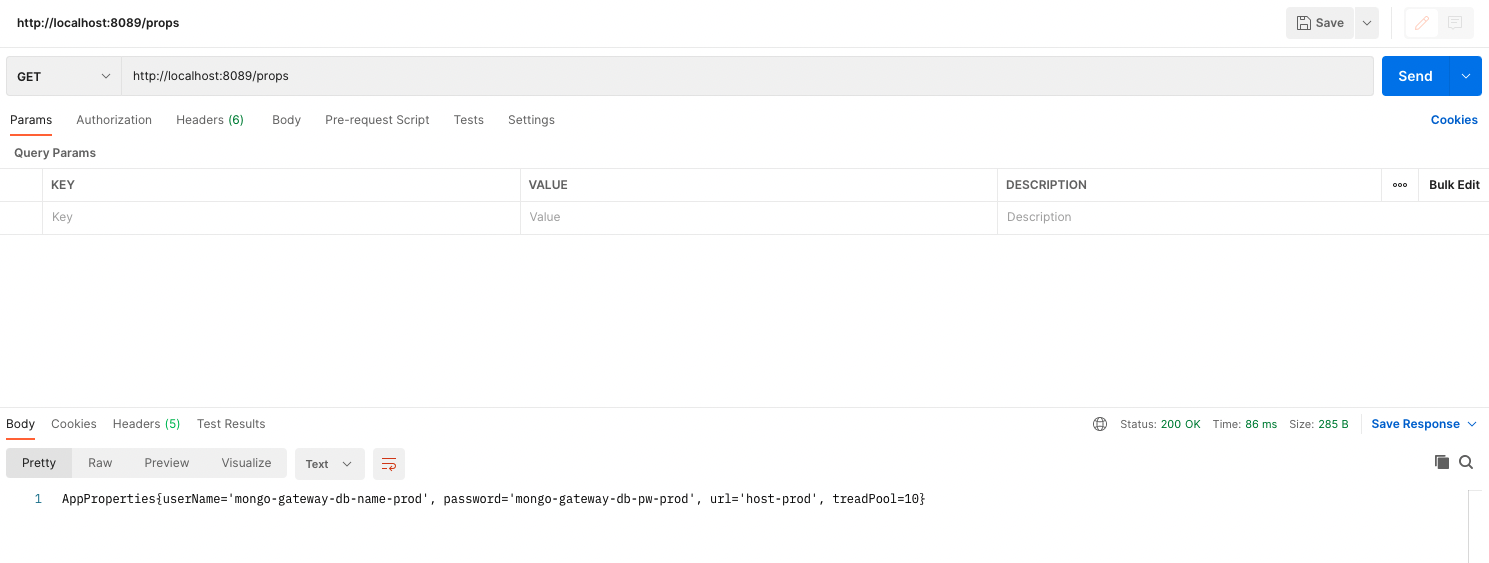 http://localhost:8089/props
Save
GET
http://localhost:8089/props
Send
Params Authorization Headers (6) Body Pre-request Script Tests Settings Cookies
Query Params
KEY VALUE DESCRIPTION Bulk Edit
Key Value Description
Body Cookies Headers (5) Test Results Status: 200 OK Time: 86 ms Size: 285 B Save Response
Pretty Raw Preview Visualize Text
1 AppProperties{userName='mongo-gateway-db-name-prod', password='mongo-gateway-db-pw-prod', url='host-prod', treadPool=10}